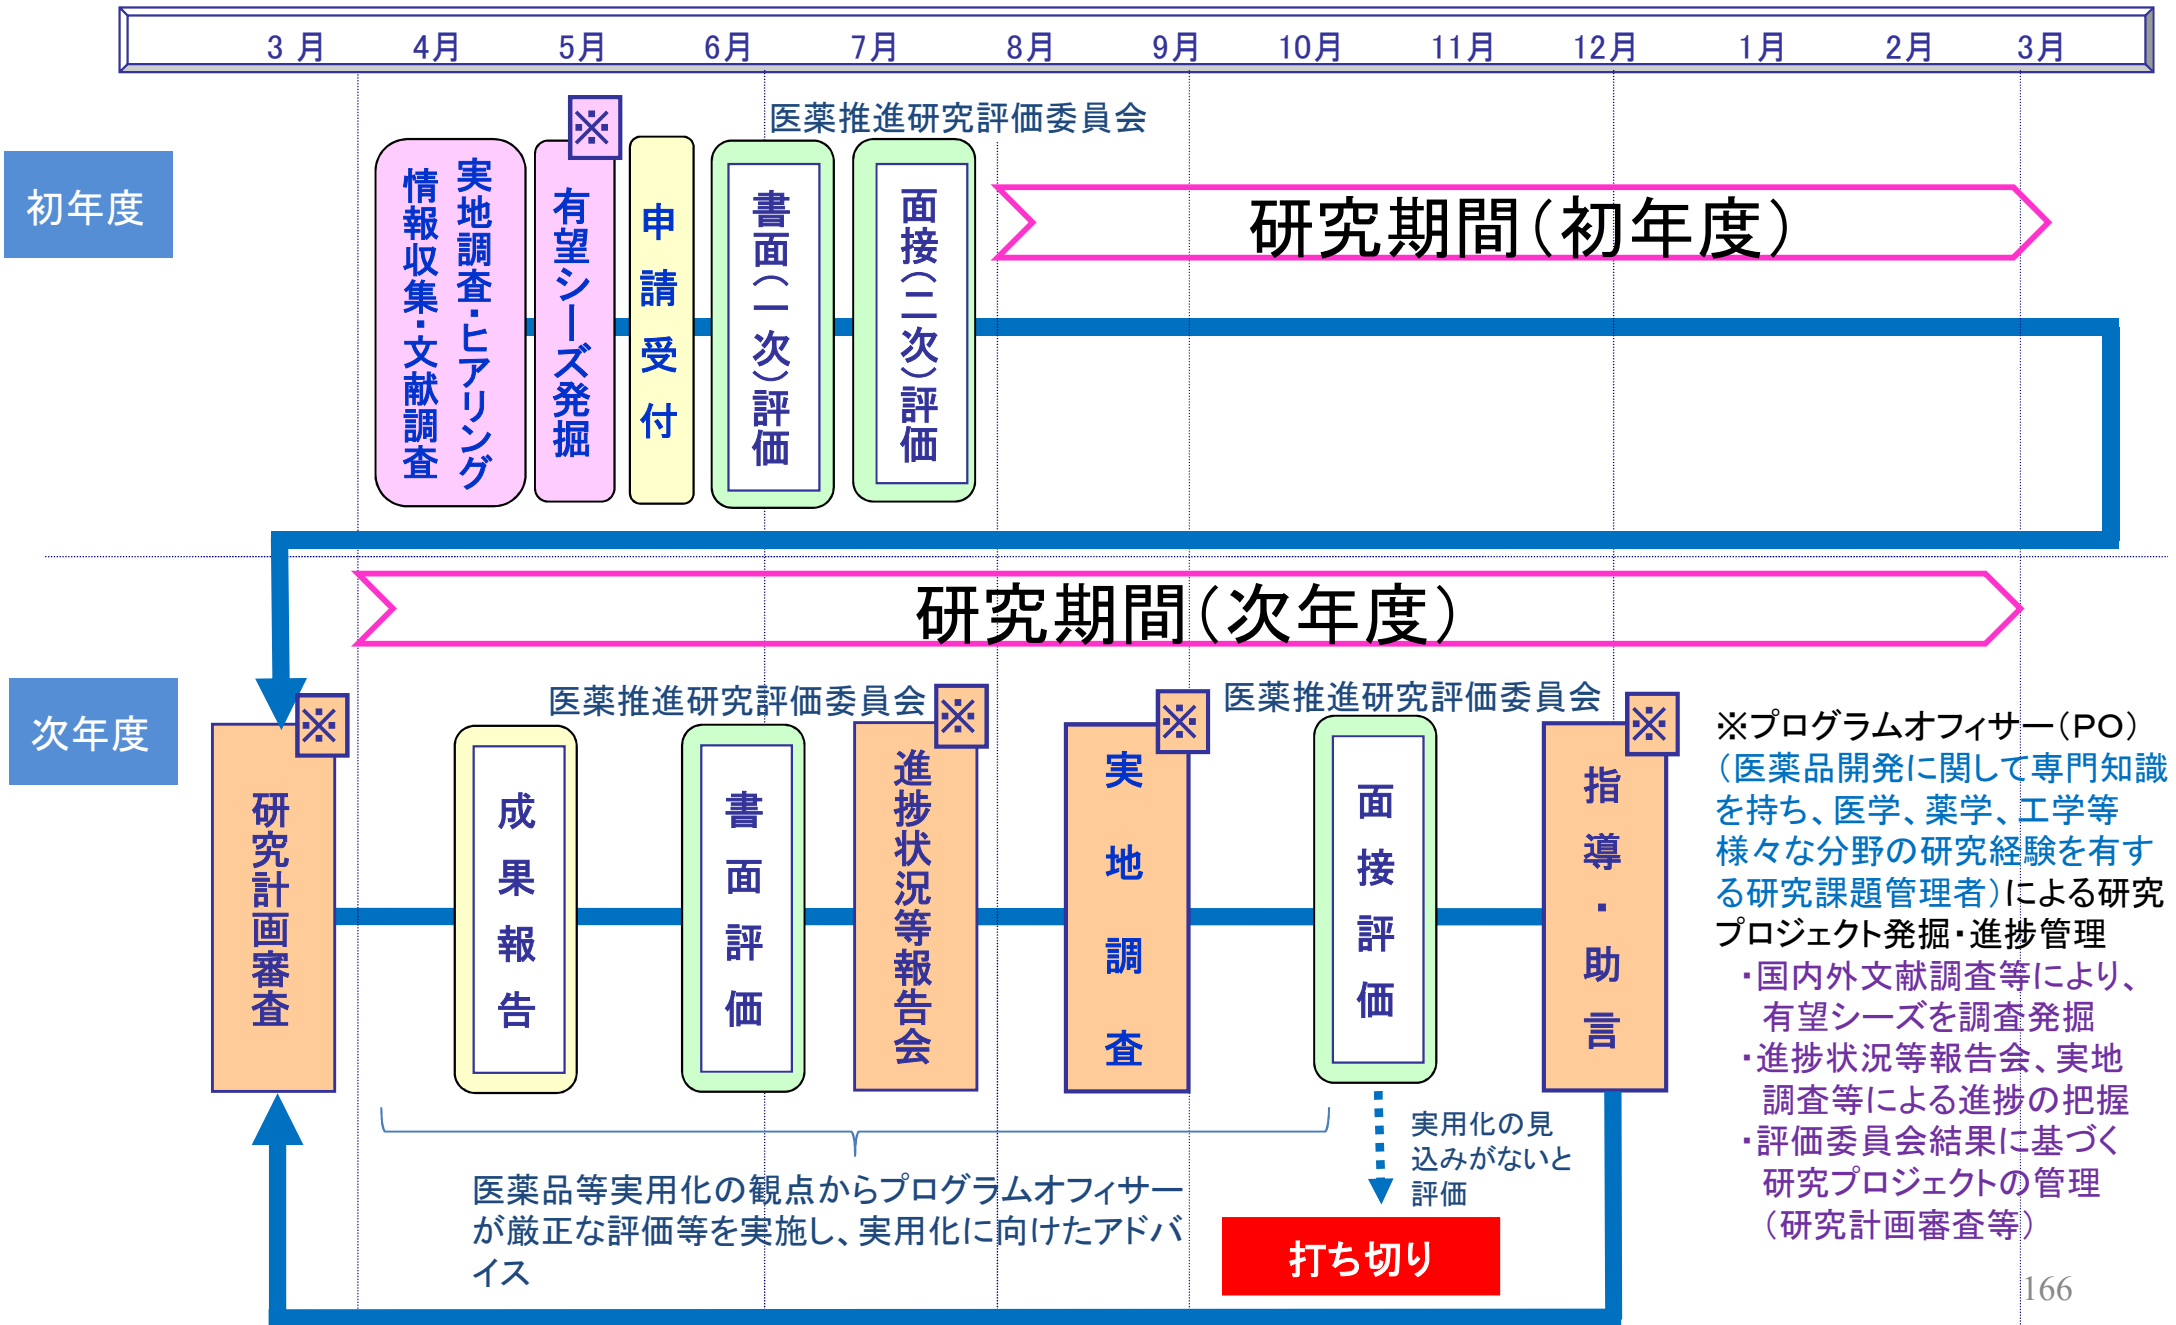 3 月 4月 5月 6月 7月 8月 9月 10月 11月 12月 1月 2月 3月
初年度
医薬推進研究評価委員会
実地調査・ヒアリング
情報収集・文献調査
※
有望シーズ発掘
申請受付
書面（一次）評価
面接（二次）評価
研究期間（初年度）
研究期間（次年度）
次年度
医薬推進研究評価委員会
医薬推進研究評価委員会
※
研究計画審査
成果報告
書面評価
※
進捗状況等報告会
※
実地調査
面接評価
※
指導・助言
実用化の見
込みがないと
評価
打ち切り
医薬品等実用化の観点からプログラムオフィサー
が厳正な評価等を実施し、実用化に向けたアドバ
イス
※プログラムオフィサー（PO）
（医薬品開発に関して専門知識
を持ち、医学、薬学、工学等
様々な分野の研究経験を有す
る研究課題管理者）による研究
プロジェクト発掘・進捗管理
・国内外文献調査等により、
有望シーズを調査発掘
・進捗状況等報告会、実地
調査等による進捗の把握
・評価委員会結果に基づく
研究プロジェクトの管理
（研究計画審査等）
166